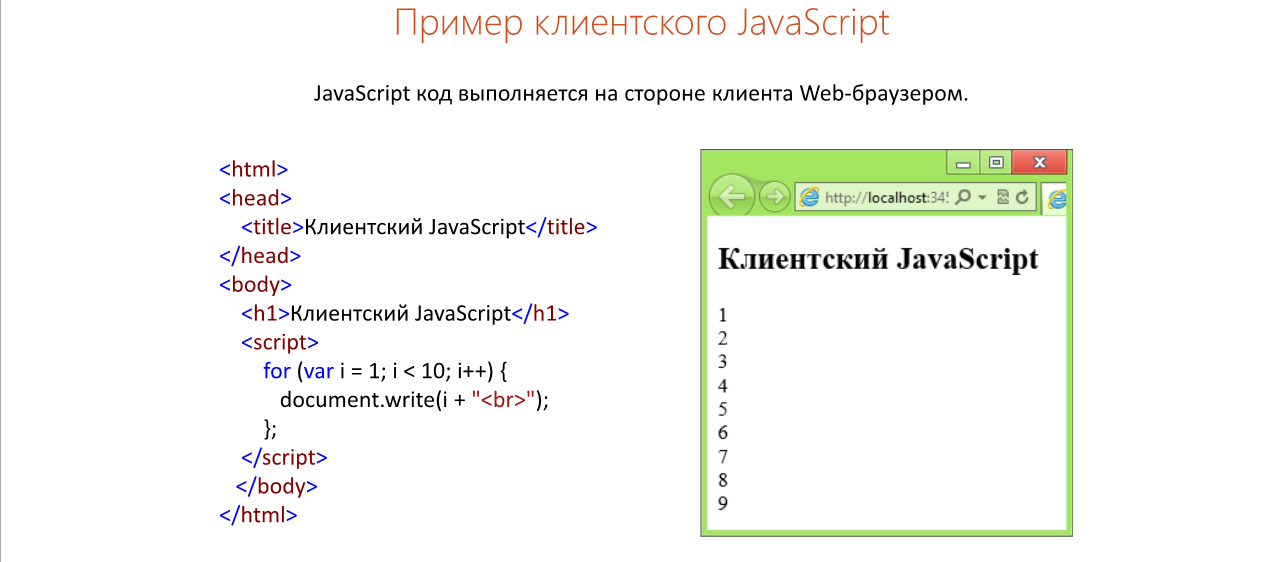 Пример клиентского JavaScript
JavaScript код выполняется на стороне клиента Web-браузером.
<html>
<head>
<title>Клиентский JavaScript</title>
</head>
<body>
<h1>Клиентский JavaScript</h1>
<script>
for (var i = 1; i < 10; i++) {
document.write(i + "<br>");
};
</script>
</body>
</html>
http://localhost:345
Клиентский JavaScript
1
2
3
4
5
6
7
8
9